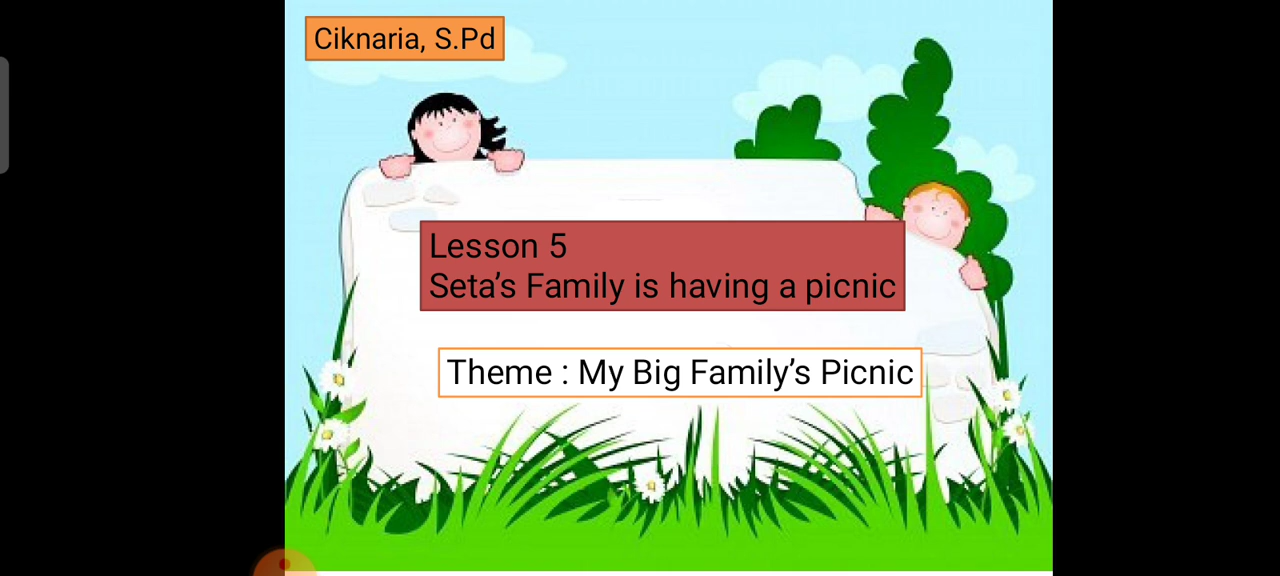 Ciknaria, S.Pd
Lesson 5
Seta’s Family is having a picnic
Theme : My Big Family’s Picnic